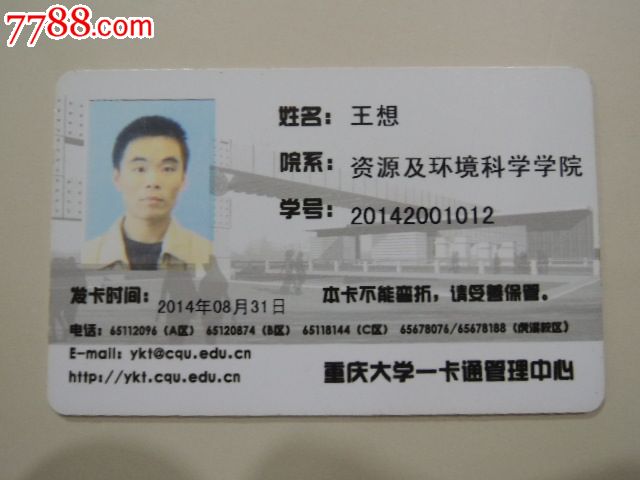 7788.com
姓名：王想
院系：资源及环境科学学院
学号：20142001012
发卡时间：2014年08月31日 本卡不能弯折，请妥善保管。
电话：65112096（A区） 65120874（B区） 65118144（C区） 65678076/65678188（虎溪校区）
E-mail: ykt@cqu.edu.cn
http://ykt.cqu.edu.cn 重庆大学一卡通管理中心